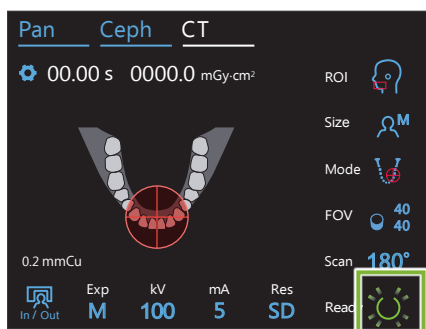 Pan Ceph CT
00.00 s 0000.0 mGy·cm²
ROI
Size M
Mode
FOV 40
40
0.2 mmCu
Scan 180°
Exp kV mA Res
In / Out M 100 5 SD
Ready